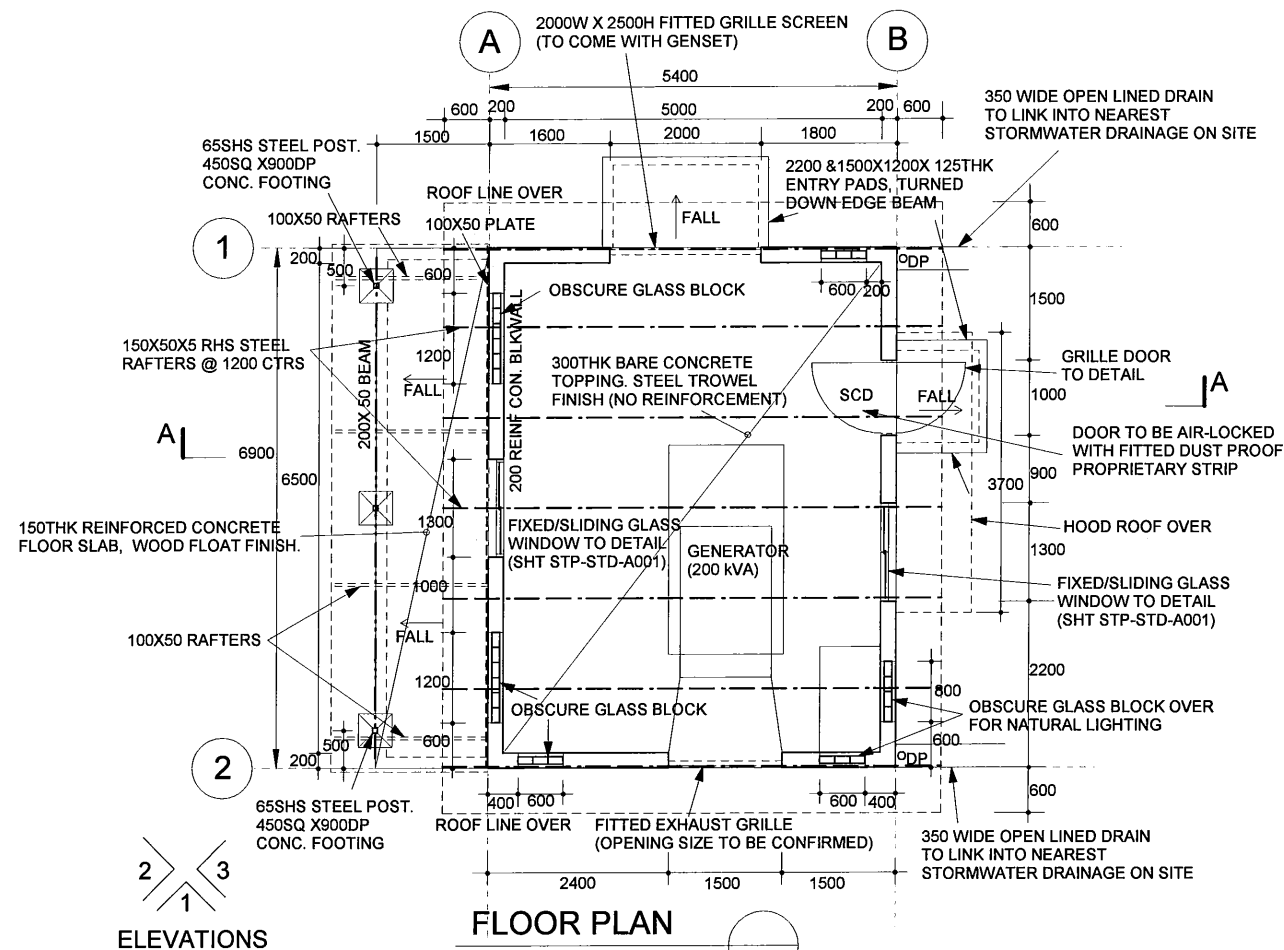 2000W X 2500H FITTED GRILLE SCREEN
(TO COME WITH GENSET)
A
B
5400
600
200
5000
200
600
1500
1600
2000
1800
350 WIDE OPEN LINED DRAIN
TO LINK INTO NEAREST
STORMWATER DRAINAGE ON SITE
65SHS STEEL POST.
450SQ X900DP
CONC. FOOTING
2200 &1500X1200X 125THK
ENTRY PADS, TURNED
DOWN EDGE BEAM
ROOF LINE OVER
100X50 RAFTERS
100X50 PLATE
FALL
600
1
200
500
600
DP
600
200
1500
OBSCURE GLASS BLOCK
150X50X5 RHS STEEL
RAFTERS @ 1200 CTRS
200X 50 BEAM
1200
FALL
200 REINF CON. BLKWALL
300THK BARE CONCRETE
TOPPING. STEEL TROWEL
FINISH (NO REINFORCEMENT)
GRILLE DOOR
TO DETAIL
SCD
FALL
1000
A
A
DOOR TO BE AIR-LOCKED
WITH FITTED DUST PROOF
PROPRIETARY STRIP
6900
6500
900
3700
150THK REINFORCED CONCRETE
FLOOR SLAB, WOOD FLOAT FINISH.
1300
FIXED/SLIDING GLASS
WINDOW TO DETAIL
(SHT STP-STD-A001)
GENERATOR
(200 kVA)
HOOD ROOF OVER
1300
1000
FIXED/SLIDING GLASS
WINDOW TO DETAIL
(SHT STP-STD-A001)
100X50 RAFTERS
FALL
1200
2200
800
OBSCURE GLASS BLOCK
OBSCURE GLASS BLOCK OVER
FOR NATURAL LIGHTING
500
600
600
2
200
DP
600
65SHS STEEL POST.
450SQ X900DP
CONC. FOOTING
400
600
600
400
ROOF LINE OVER
FITTED EXHAUST GRILLE
(OPENING SIZE TO BE CONFIRMED)
350 WIDE OPEN LINED DRAIN
TO LINK INTO NEAREST
STORMWATER DRAINAGE ON SITE
2400
1500
1500
2
3
1
ELEVATIONS
FLOOR PLAN